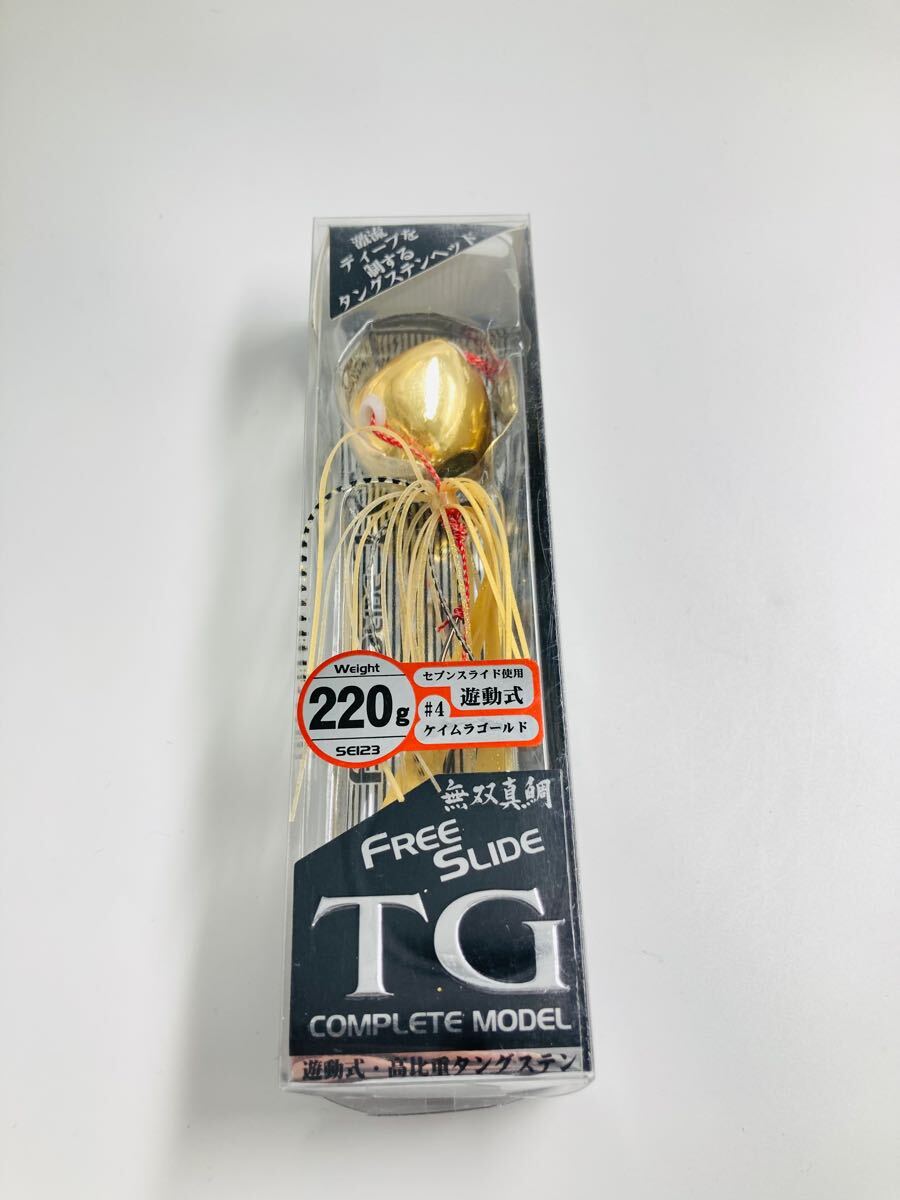 激流
ディープを
制する
タングステンヘッド
Weight
220g
SE123
セブンスライド使用
#4 遊動式
ケイムラゴールド
無双真鯛
FREE
SLIDE
TG
COMPLETE MODEL
遊動式・高比重タングステン